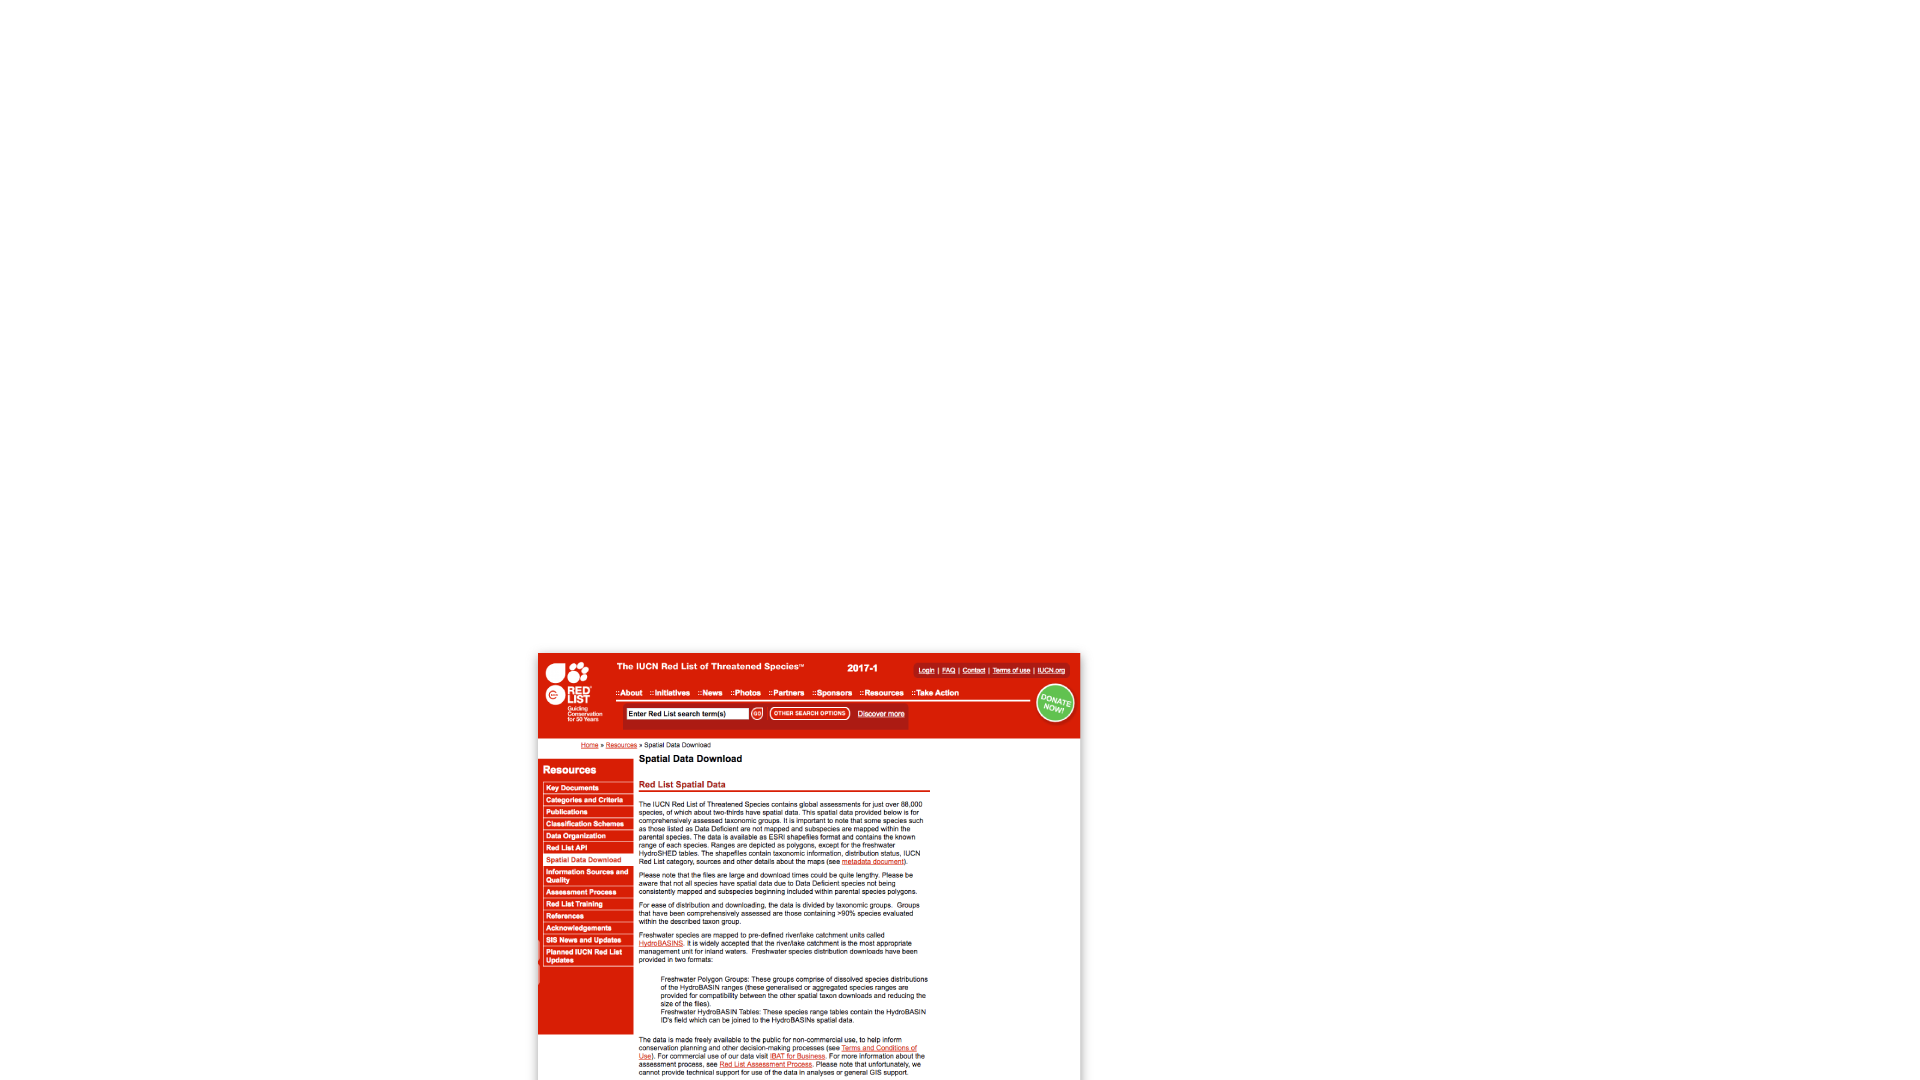 The IUCN Red List of Threatened Species™
2017-1
Login | FAQ | Contact | Terms of use | IUCN.org
RED
LIST
Guiding
Conservation
for 50 Years
::About ::Initiatives ::News ::Photos ::Partners ::Sponsors ::Resources ::Take Action
DONATE
NOW!
Enter Red List search term(s) GO OTHER SEARCH OPTIONS Discover more
Home » Resources » Spatial Data Download
Resources
Key Documents
Categories and Criteria
Publications
Classification Schemes
Data Organization
Red List API
Spatial Data Download
Information Sources and
Quality
Assessment Process
Red List Training
References
Acknowledgements
SIS News and Updates
Planned IUCN Red List
Updates
Spatial Data Download
Red List Spatial Data
The IUCN Red List of Threatened Species contains global assessments for just over 88,000
species, of which about two-thirds have spatial data. This spatial data provided below is for
comprehensively assessed taxonomic groups. It is important to note that some species such
as those listed as Data Deficient are not mapped and subspecies are mapped within the
parental species. The data is available as ESRI shapefiles format and contains the known
range of each species. Ranges are depicted as polygons, except for the freshwater
HydroSHED tables. The shapefiles contain taxonomic information, distribution status, IUCN
Red List category, sources and other details about the maps (see metadata document).
Please note that the files are large and download times could be quite lengthy. Please be
aware that not all species have spatial data due to Data Deficient species not being
consistently mapped and subspecies beginning included within parental species polygons.
For ease of distribution and downloading, the data is divided by taxonomic groups. Groups
that have been comprehensively assessed are those containing >90% species evaluated
within the described taxon group.
Freshwater species are mapped to pre-defined river/lake catchment units called
HydroBASINS. It is widely accepted that the river/lake catchment is the most appropriate
management unit for inland waters. Freshwater species distribution downloads have been
provided in two formats:
Freshwater Polygon Groups: These groups comprise of dissolved species distributions
of the HydroBASIN ranges (these generalised or aggregated species ranges are
provided for compatibility between the other spatial taxon downloads and reducing the
size of the files).
Freshwater HydroBASIN Tables: These species range tables contain the HydroBASIN
ID's field which can be joined to the HydroBASINs spatial data.
The data is made freely available to the public for non-commercial use, to help inform
conservation planning and other decision-making processes (see Terms and Conditions of
Use). For commercial use of our data visit IBAT for Business. For more information about the
assessment process, see Red List Assessment Process. Please note that unfortunately, we
cannot provide technical support for use of the data in analyses or general GIS support.